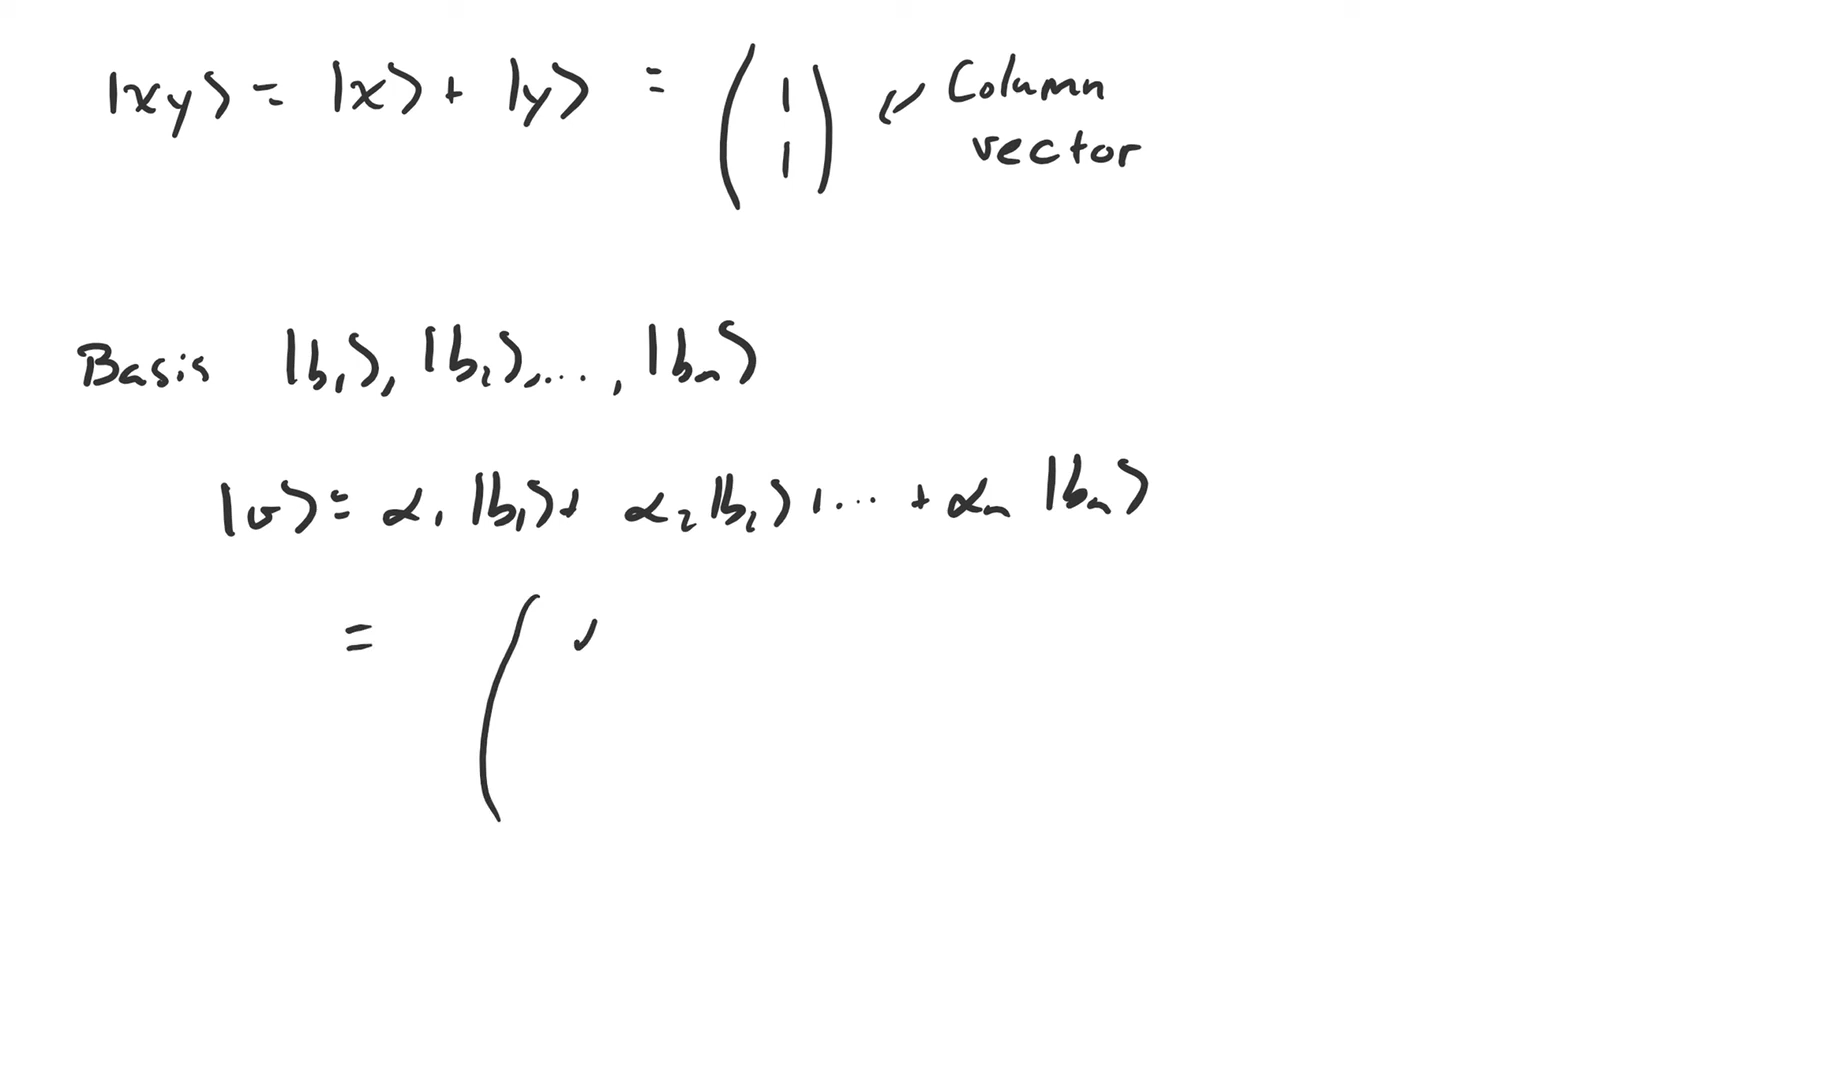 |xy> = |x> + |y> = ( 1 1 ) ↙ Column vector
Basis |b₁>, |b₂>, ..., |bₙ>
|v> = α₁ |b₁> + α₂ |b₂> + ... + αₙ |bₙ>
= (